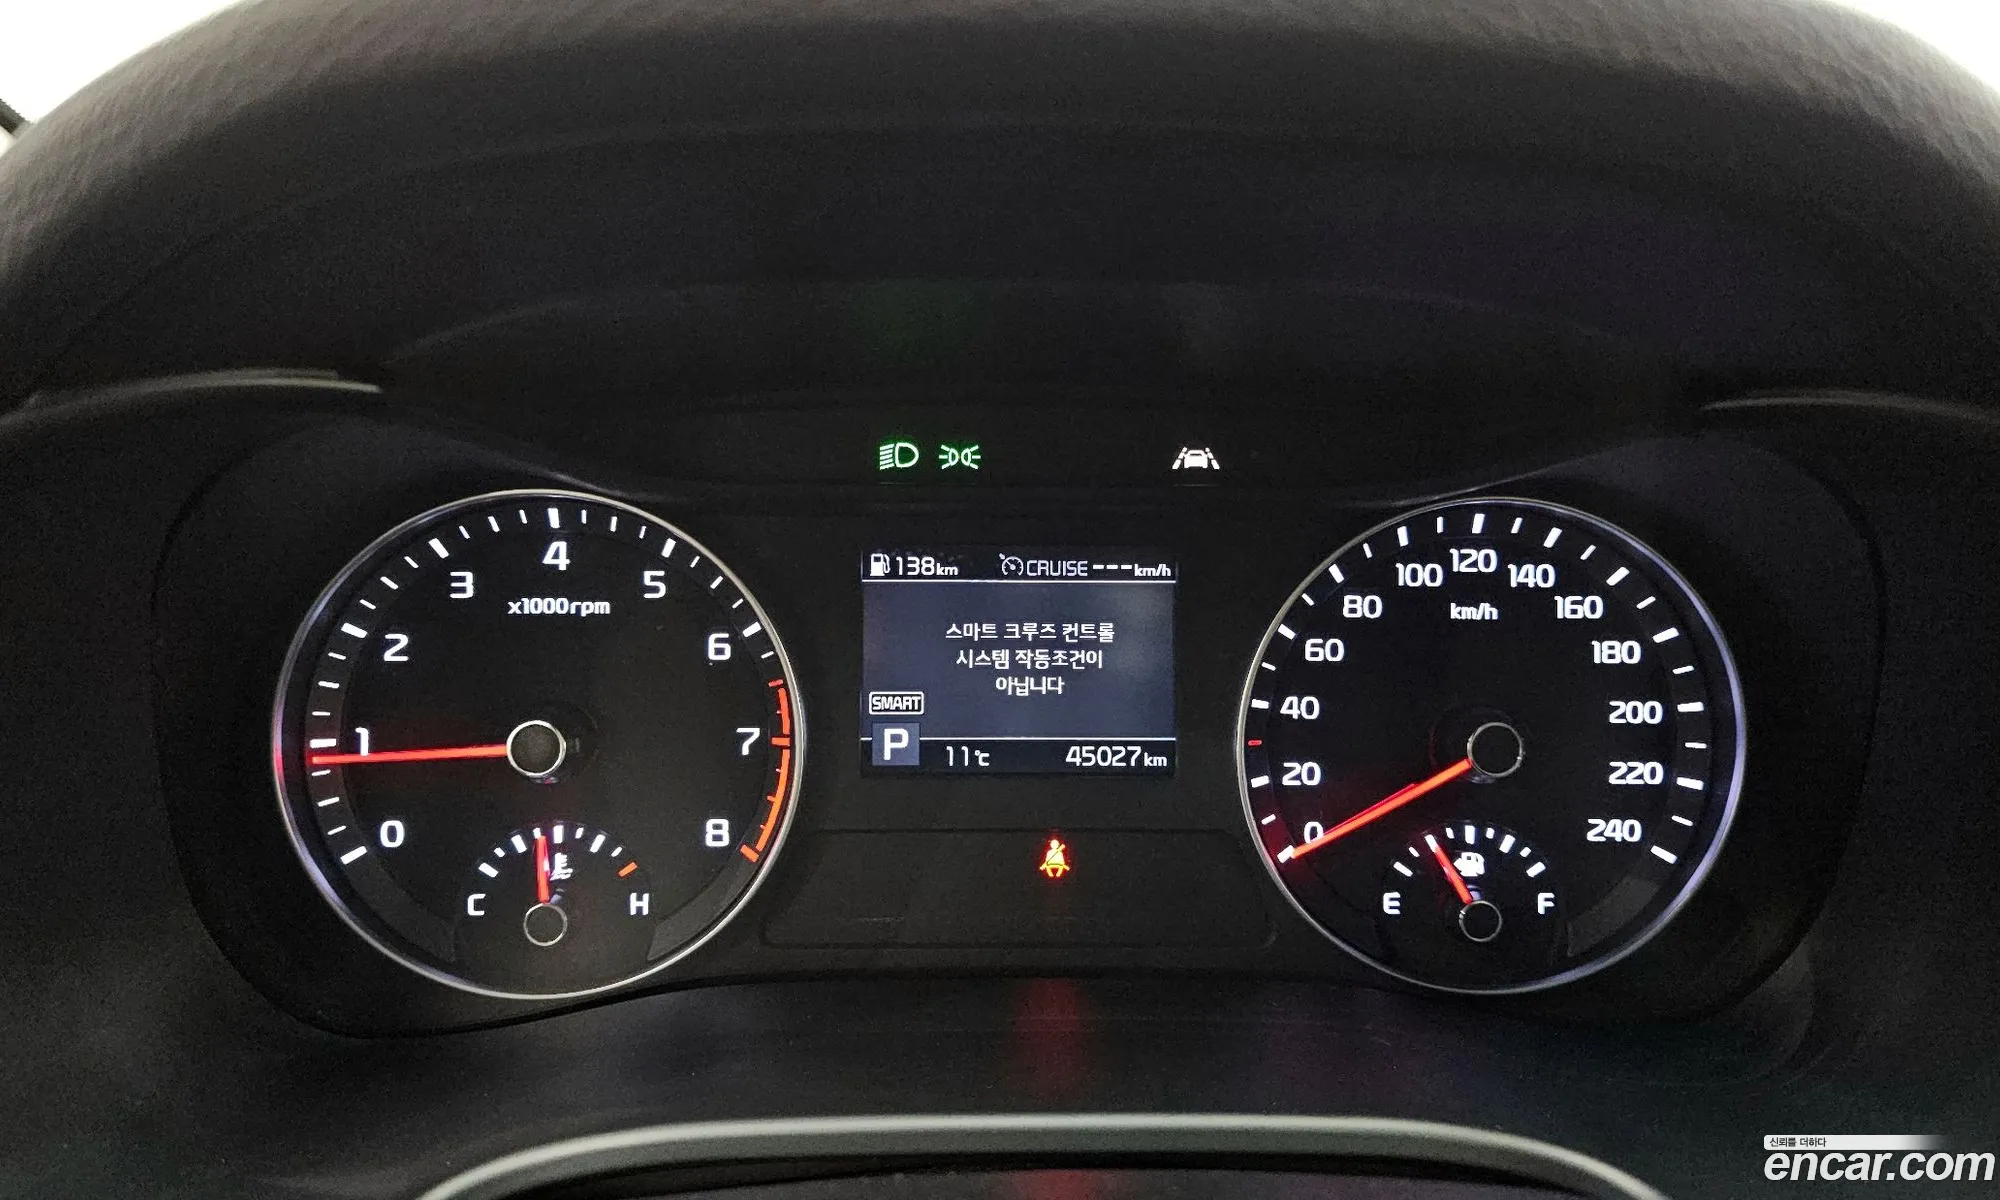 138km CRUISE ---km/h
스마트 크루즈 컨트롤
시스템 작동조건이
아닙니다
SMART
P 11℃ 45027km
0 1 2 3 4 5 6 7 8
x1000rpm
C H
0 20 40 60 80 100 120 140 160 180 200 220 240
km/h
E F
신뢰를 더하다
encar.com